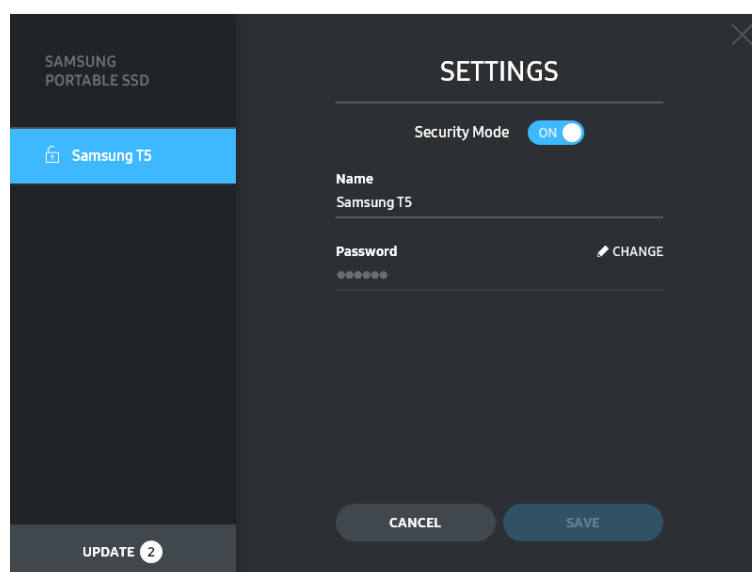 SAMSUNG
PORTABLE SSD
Samsung T5
UPDATE 2
SETTINGS
Security Mode ON
Name
Samsung T5
Password CHANGE
●●●●●●
CANCEL SAVE